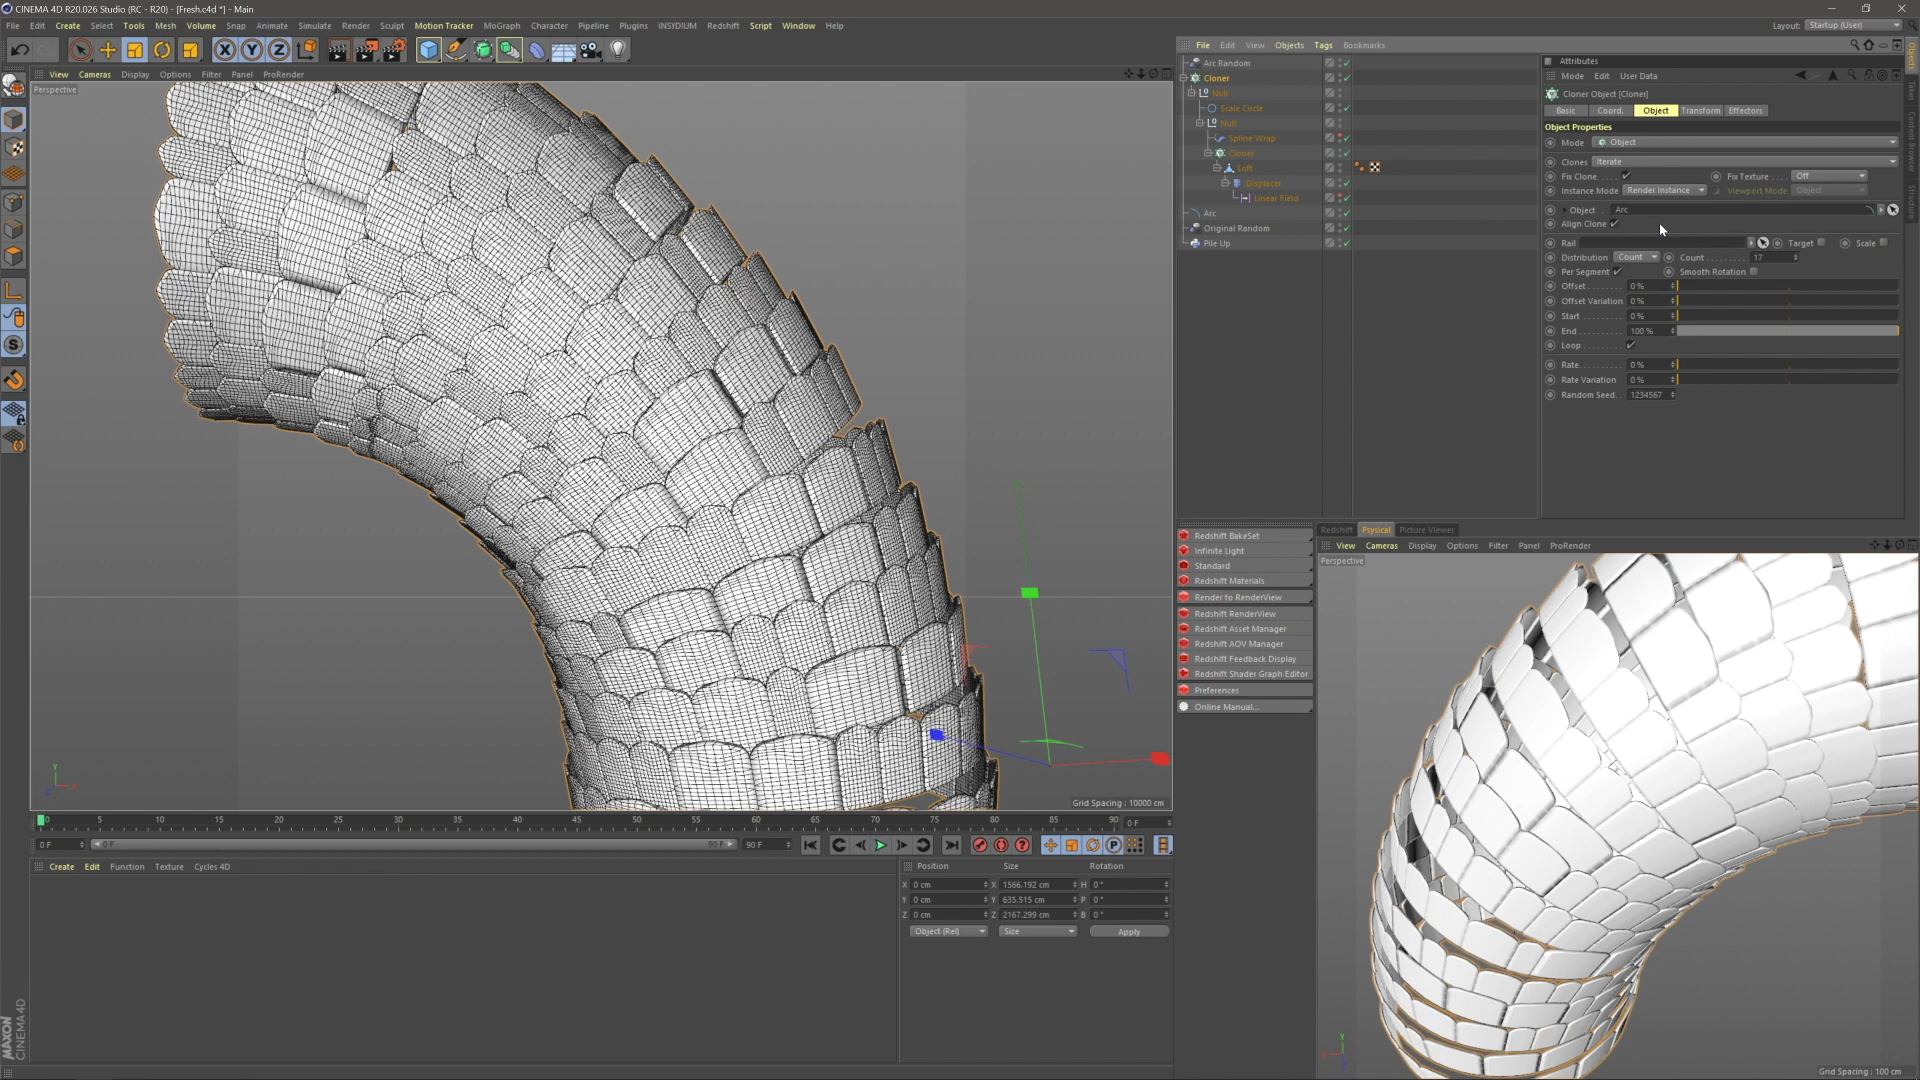 CINEMA 4D R20.026 Studio (RC - R20) - [Fresh.c4d *] - Main
File Edit Create Select Tools Mesh Volume Snap Animate Simulate Render Sculpt Motion Tracker MoGraph Character Pipeline Plugins INSYDIUM Redshift Script Window Help
Layout: Startup (User)
View Cameras Display Options Filter Panel ProRender
Perspective
Grid Spacing : 10000 cm
0 5 10 15 20 25 30 35 40 45 50 55 60 65 70 75 80 85 90 0 F
0 F 0 F 90 F 90 F
Create Edit Function Texture Cycles 4D
Position Size Rotation
X 0 cm X 1566.192 cm H 0 °
Y 0 cm Y 635.515 cm P 0 °
Z 0 cm Z 2167.299 cm B 0 °
Object (Rel) Size Apply
MAXON CINEMA 4D
File Edit View Objects Tags Bookmarks
Arc Random
Cloner
Null
Scale Circle
Null
Spline Wrap
Cloner
Loft
Displacer
Linear Field
Arc
Original Random
Pile Up
Attributes
Mode Edit User Data
Cloner Object [Cloner]
Basic Coord. Object Transform Effectors
Object Properties
Mode Object
Clones Iterate
Fix Clone Fix Texture Off
Instance Mode Render Instance Viewport Mode Object
Object Arc
Align Clone
Rail Target Scale
Distribution Count Count 17
Per Segment Smooth Rotation
Offset 0 %
Offset Variation 0 %
Start 0 %
End 100 %
Loop
Rate 0 %
Rate Variation 0 %
Random Seed 1234567
Objects
Takes
Content Browser
Structure
Redshift BakeSet
Infinite Light
Standard
Redshift Materials
Render to RenderView
Redshift RenderView
Redshift Asset Manager
Redshift AOV Manager
Redshift Feedback Display
Redshift Shader Graph Editor
Preferences
Online Manual...
Redshift Psyical Picture Viewer
View Cameras Display Options Filter Panel ProRender
Perspective
Grid Spacing : 100 cm